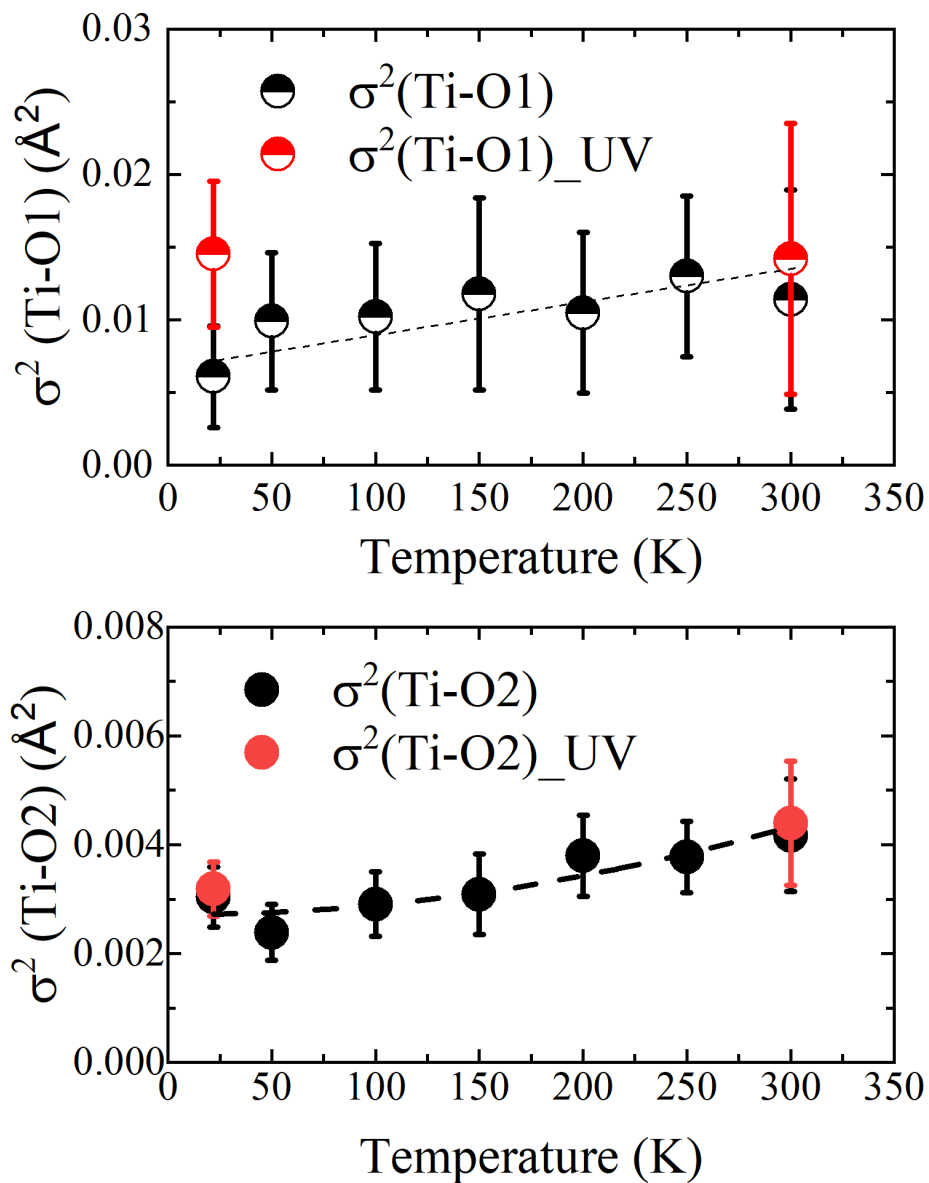 0.03
0.02
0.01
0.00
σ² (Ti-O1) (Å²)
σ²(Ti-O1)
σ²(Ti-O1)_UV
0 50 100 150 200 250 300 350
Temperature (K)
0.008
0.006
0.004
0.002
0.000
σ² (Ti-O2) (Å²)
σ²(Ti-O2)
σ²(Ti-O2)_UV
0 50 100 150 200 250 300 350
Temperature (K)